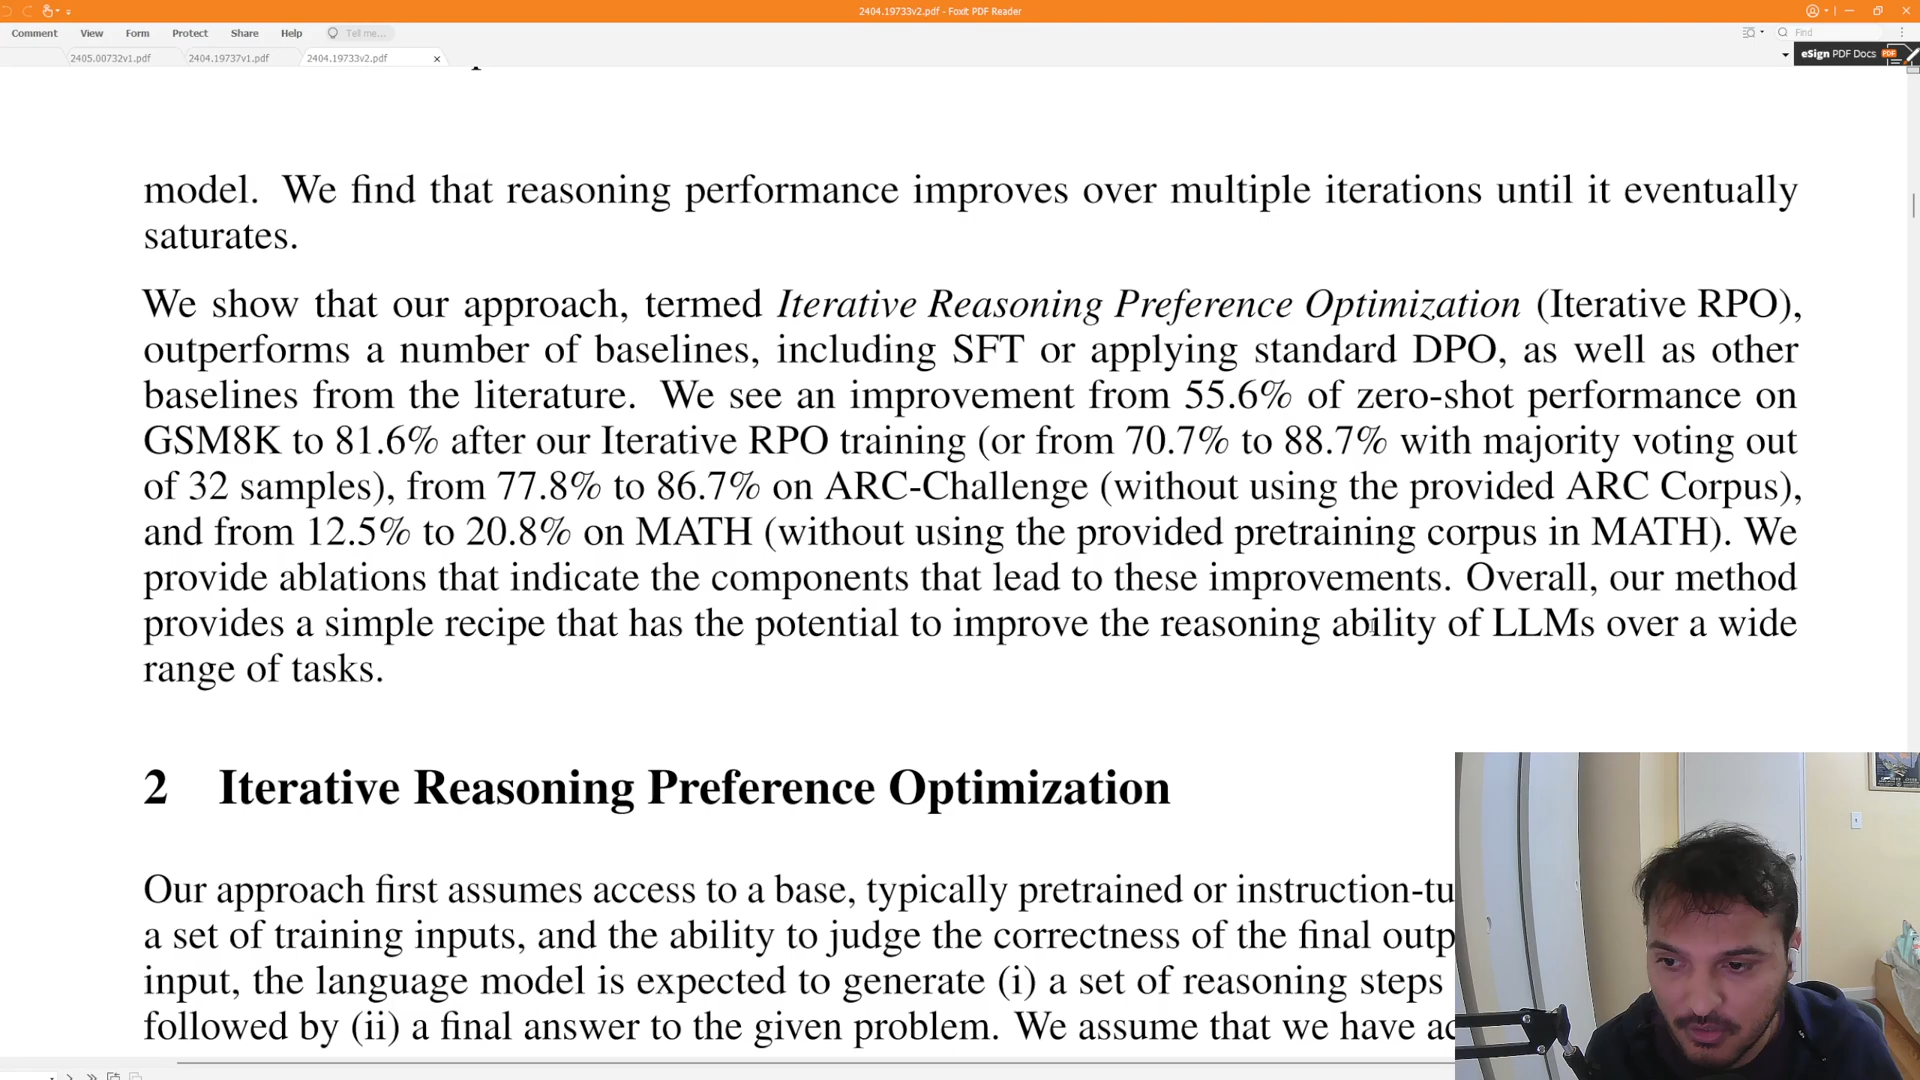 2404.19733v2.pdf - Foxit PDF Reader
Comment View Form Protect Share Help Tell me... Find
2405.00732v1.pdf 2404.19737v1.pdf 2404.19733v2.pdf eSign PDF Docs PDF
model. We find that reasoning performance improves over multiple iterations until it eventually
saturates.
We show that our approach, termed Iterative Reasoning Preference Optimization (Iterative RPO),
outperforms a number of baselines, including SFT or applying standard DPO, as well as other
baselines from the literature. We see an improvement from 55.6% of zero-shot performance on
GSM8K to 81.6% after our Iterative RPO training (or from 70.7% to 88.7% with majority voting out
of 32 samples), from 77.8% to 86.7% on ARC-Challenge (without using the provided ARC Corpus),
and from 12.5% to 20.8% on MATH (without using the provided pretraining corpus in MATH). We
provide ablations that indicate the components that lead to these improvements. Overall, our method
provides a simple recipe that has the potential to improve the reasoning ability of LLMs over a wide
range of tasks.
2 Iterative Reasoning Preference Optimization
Our approach first assumes access to a base, typically pretrained or instruction-tu
a set of training inputs, and the ability to judge the correctness of the final outp
input, the language model is expected to generate (i) a set of reasoning steps
followed by (ii) a final answer to the given problem. We assume that we have ac